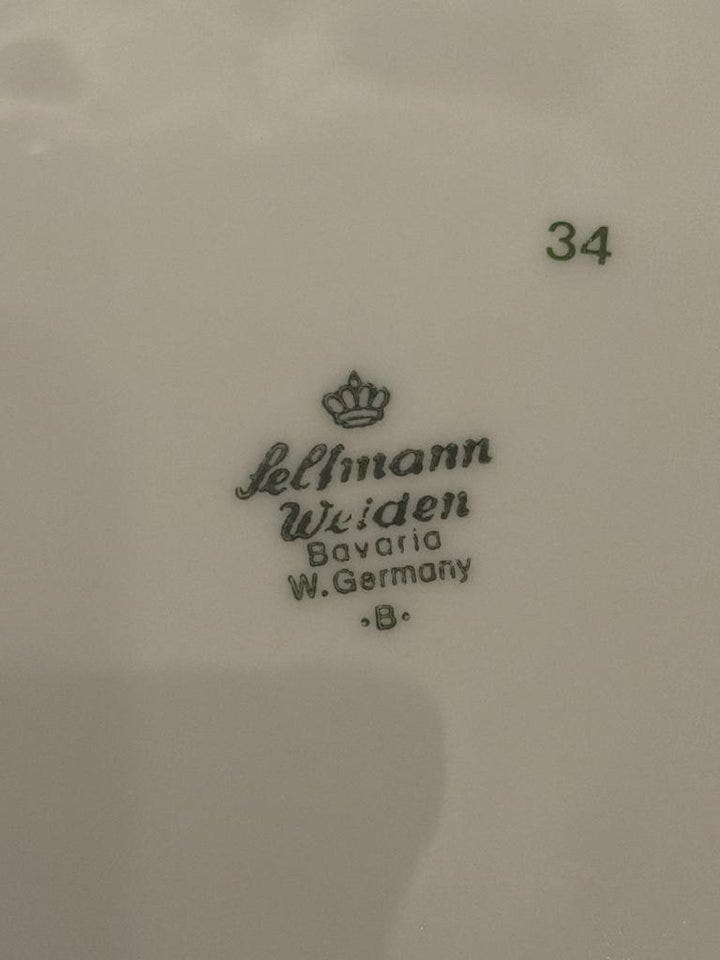 34
Seltmann
Weiden
Bavaria
W. Germany
·B·